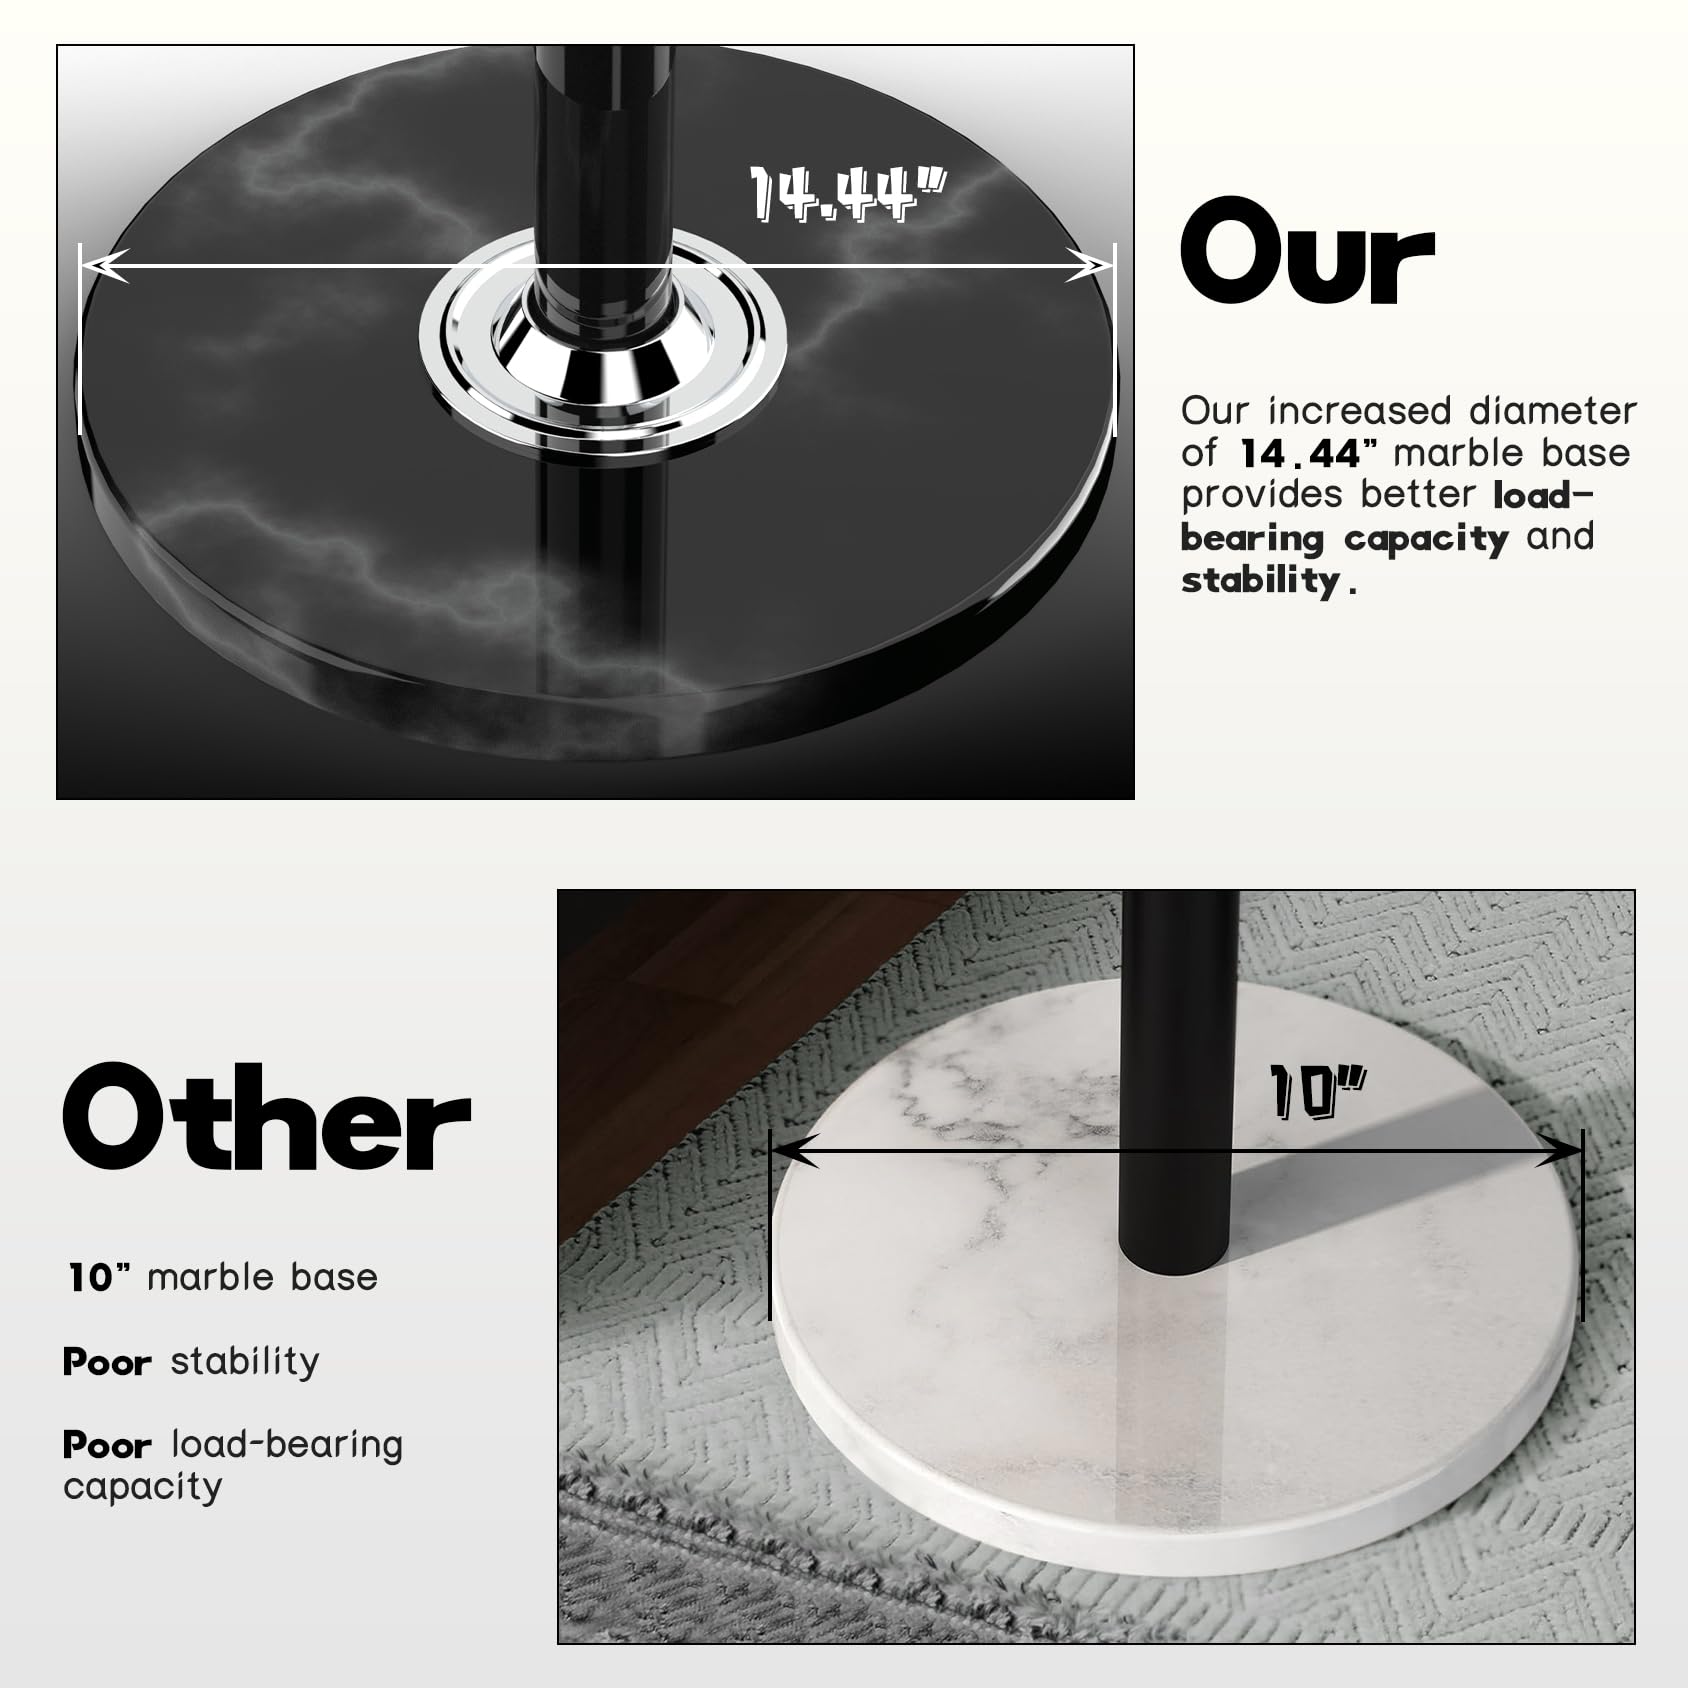 14.44"
Our
Our increased diameter
of 14.44" marble base
provides better load-
bearing capacity and
stability.
Other
10"
10" marble base
Poor stability
Poor load-bearing
capacity